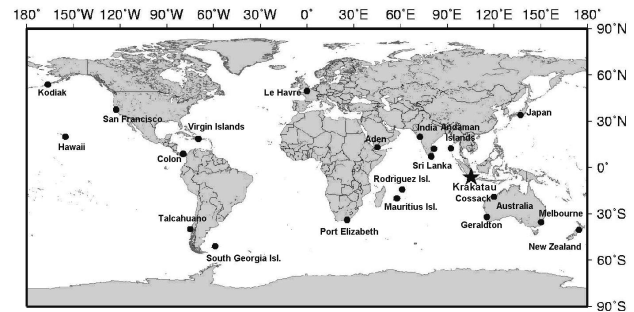 180° 150°W 120°W 90°W 60°W 30°W 0° 30°E 60°E 90°E 120°E 150°E 180°
90°N
60°N
Kodiak
Le Havre
San Francisco
Japan
30°N
Virgin Islands
India Andaman
Islands
Aden
Hawaii
Colon
Sri Lanka
0°
Rodriguez Isl.
Krakatau
Cossack
Mauritius Isl.
Australia
Talcahuano
Melbourne
Geraldton
30°S
Port Elizabeth
New Zealand
South Georgia Isl.
60°S
90°S